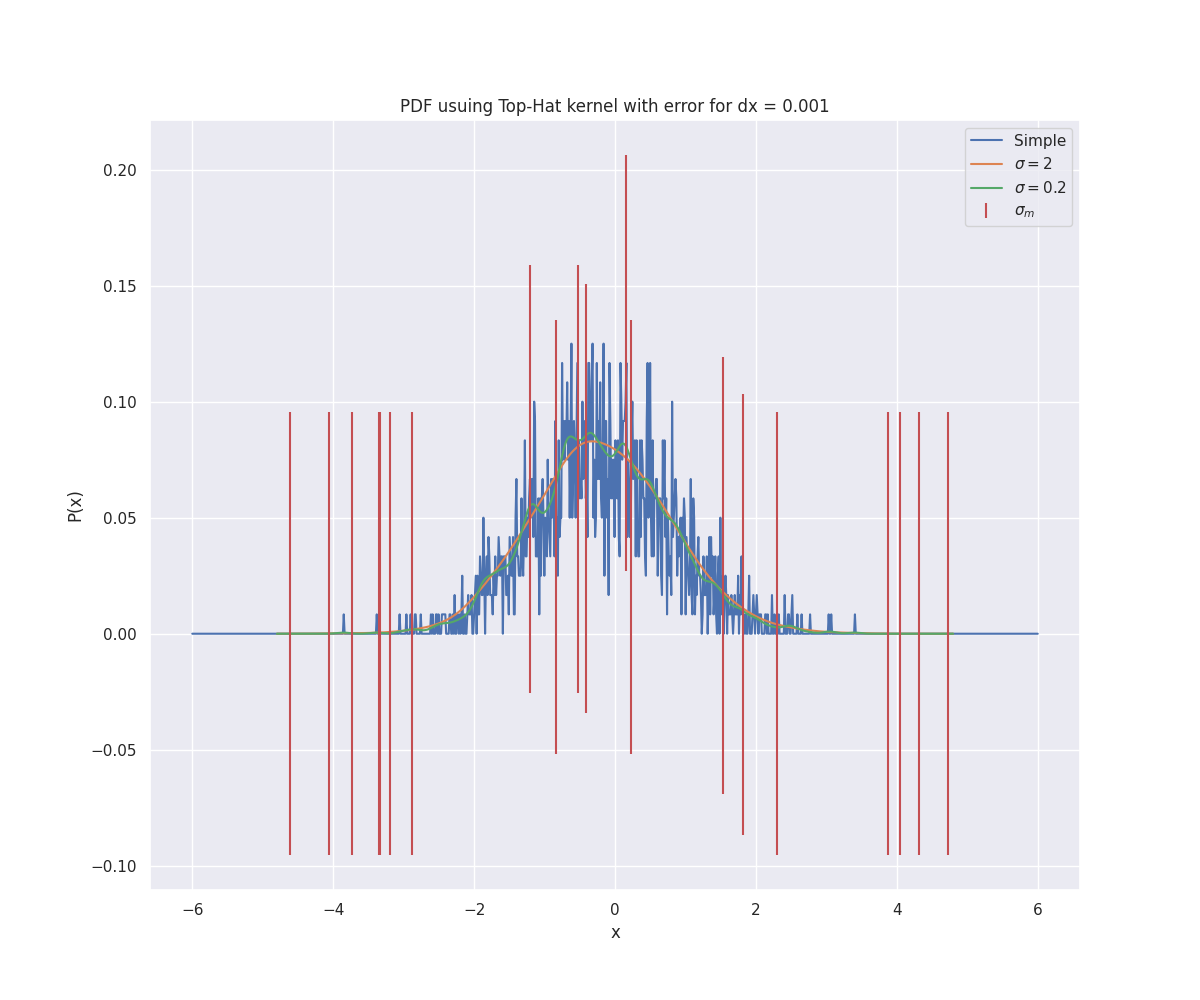 PDF usuing Top-Hat kernel with error for dx = 0.001
Simple
σ = 2
σ = 0.2
σₘ
0.20
0.15
0.10
0.05
0.00
−0.05
−0.10
P(x)
−6 −4 −2 0 2 4 6
x